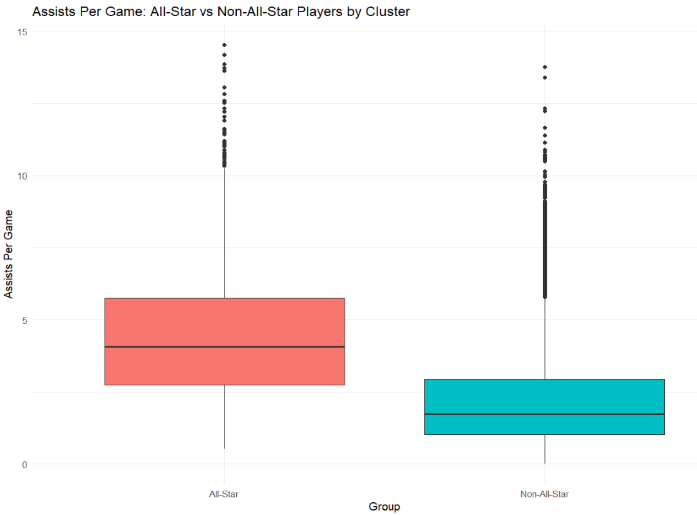 Assists Per Game: All-Star vs Non-All-Star Players by Cluster
15
10
5
0
Assists Per Game
All-Star
Non-All-Star
Group